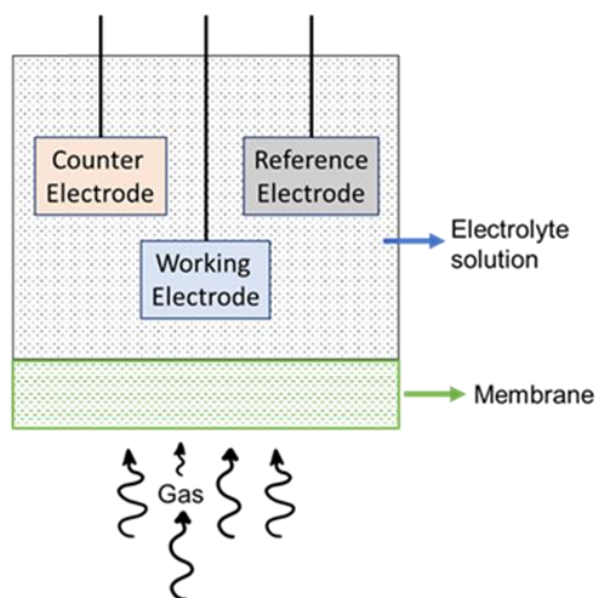 Counter
Electrode
Reference
Electrode
Working
Electrode
Electrolyte
solution
Membrane
Gas